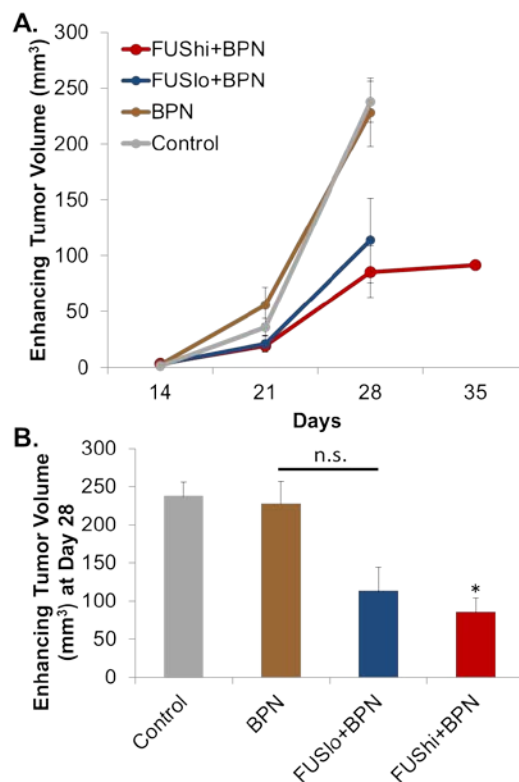 A.
300
250
200
150
100
50
0
Enhancing Tumor Volume (mm³)
FUShi+BPN
FUSlo+BPN
BPN
Control
14 21 28 35
Days
B.
300
250
200
150
100
50
0
Enhancing Tumor Volume
(mm³) at Day 28
n.s.
*
Control BPN FUSlo+BPN FUShi+BPN